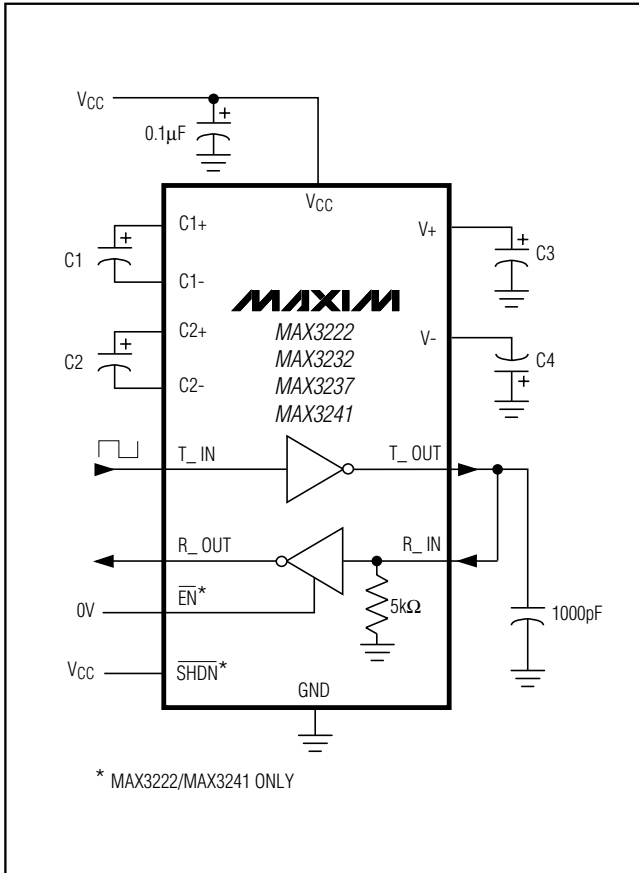 VCC
0.1µF
VCC
C1+
V+
C1
C3
C1-
MAXIM
C2+
MAX3222
V-
MAX3232
C2
C4
MAX3237
C2-
MAX3241
T_ IN
T_ OUT
R_ OUT
R_ IN
0V
EN*
5kΩ
1000pF
VCC
SHDN*
GND
* MAX3222/MAX3241 ONLY